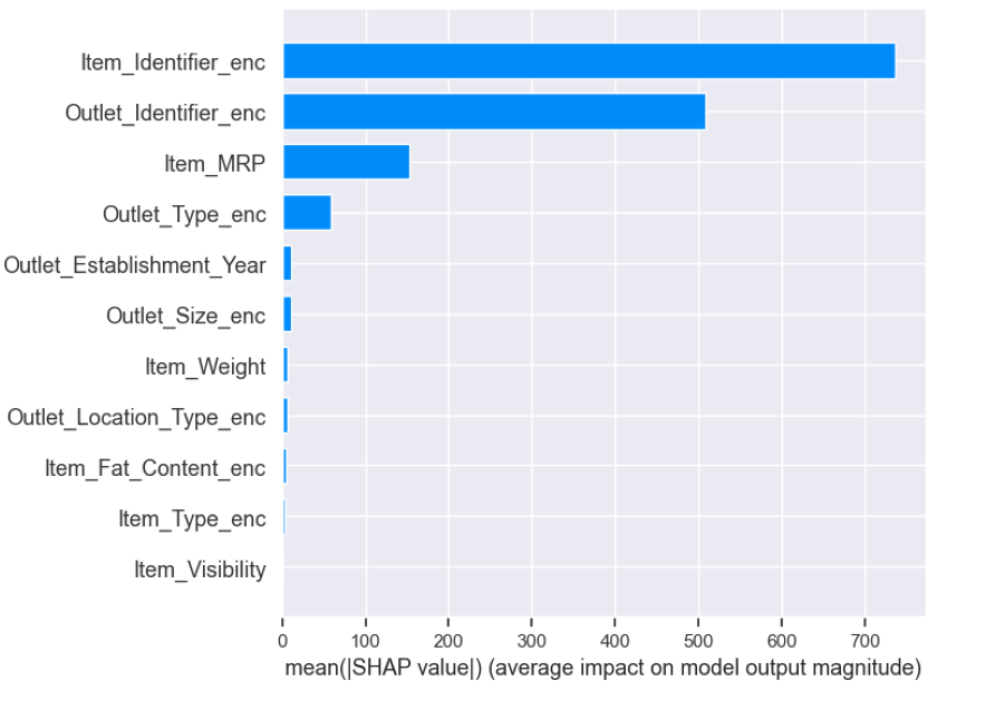 Item_Identifier_enc
Outlet_Identifier_enc
Item_MRP
Outlet_Type_enc
Outlet_Establishment_Year
Outlet_Size_enc
Item_Weight
Outlet_Location_Type_enc
Item_Fat_Content_enc
Item_Type_enc
Item_Visibility
0 100 200 300 400 500 600 700
mean(|SHAP value|) (average impact on model output magnitude)